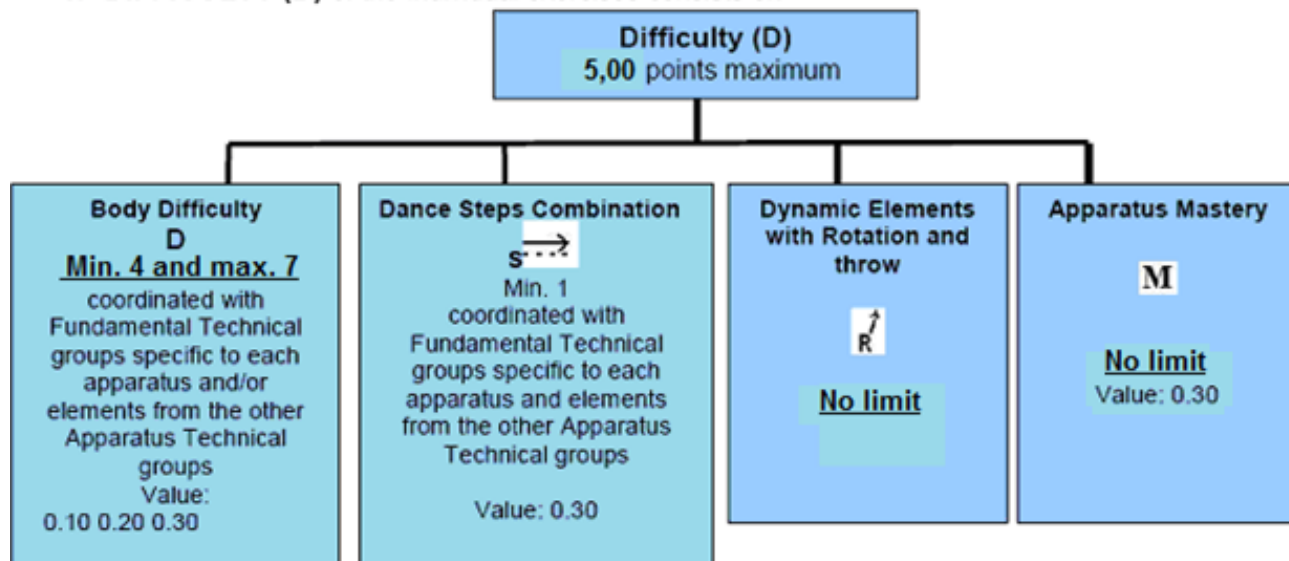 Difficulty (D)
5,00 points maximum
Body Difficulty
D
Min. 4 and max. 7
coordinated with
Fundamental Technical
groups specific to each
apparatus and/or
elements from the other
Apparatus Technical
groups
Value:
0.10 0.20 0.30
Dance Steps Combination
S
Min. 1
coordinated with
Fundamental Technical
groups specific to each
apparatus and elements
from the other Apparatus
Technical groups
Value: 0.30
Dynamic Elements
with Rotation and
throw
R
No limit
Apparatus Mastery
M
No limit
Value: 0.30